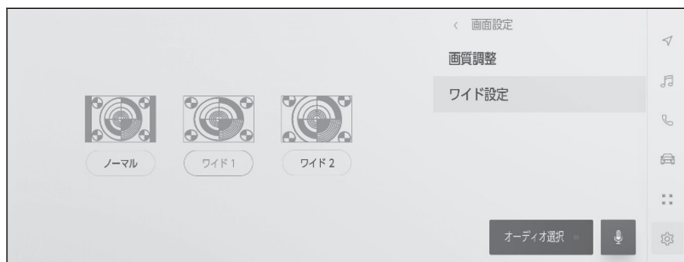 < 画面設定
画質調整
ワイド設定
ノーマル
ワイド 1
ワイド 2
オーディオ選択